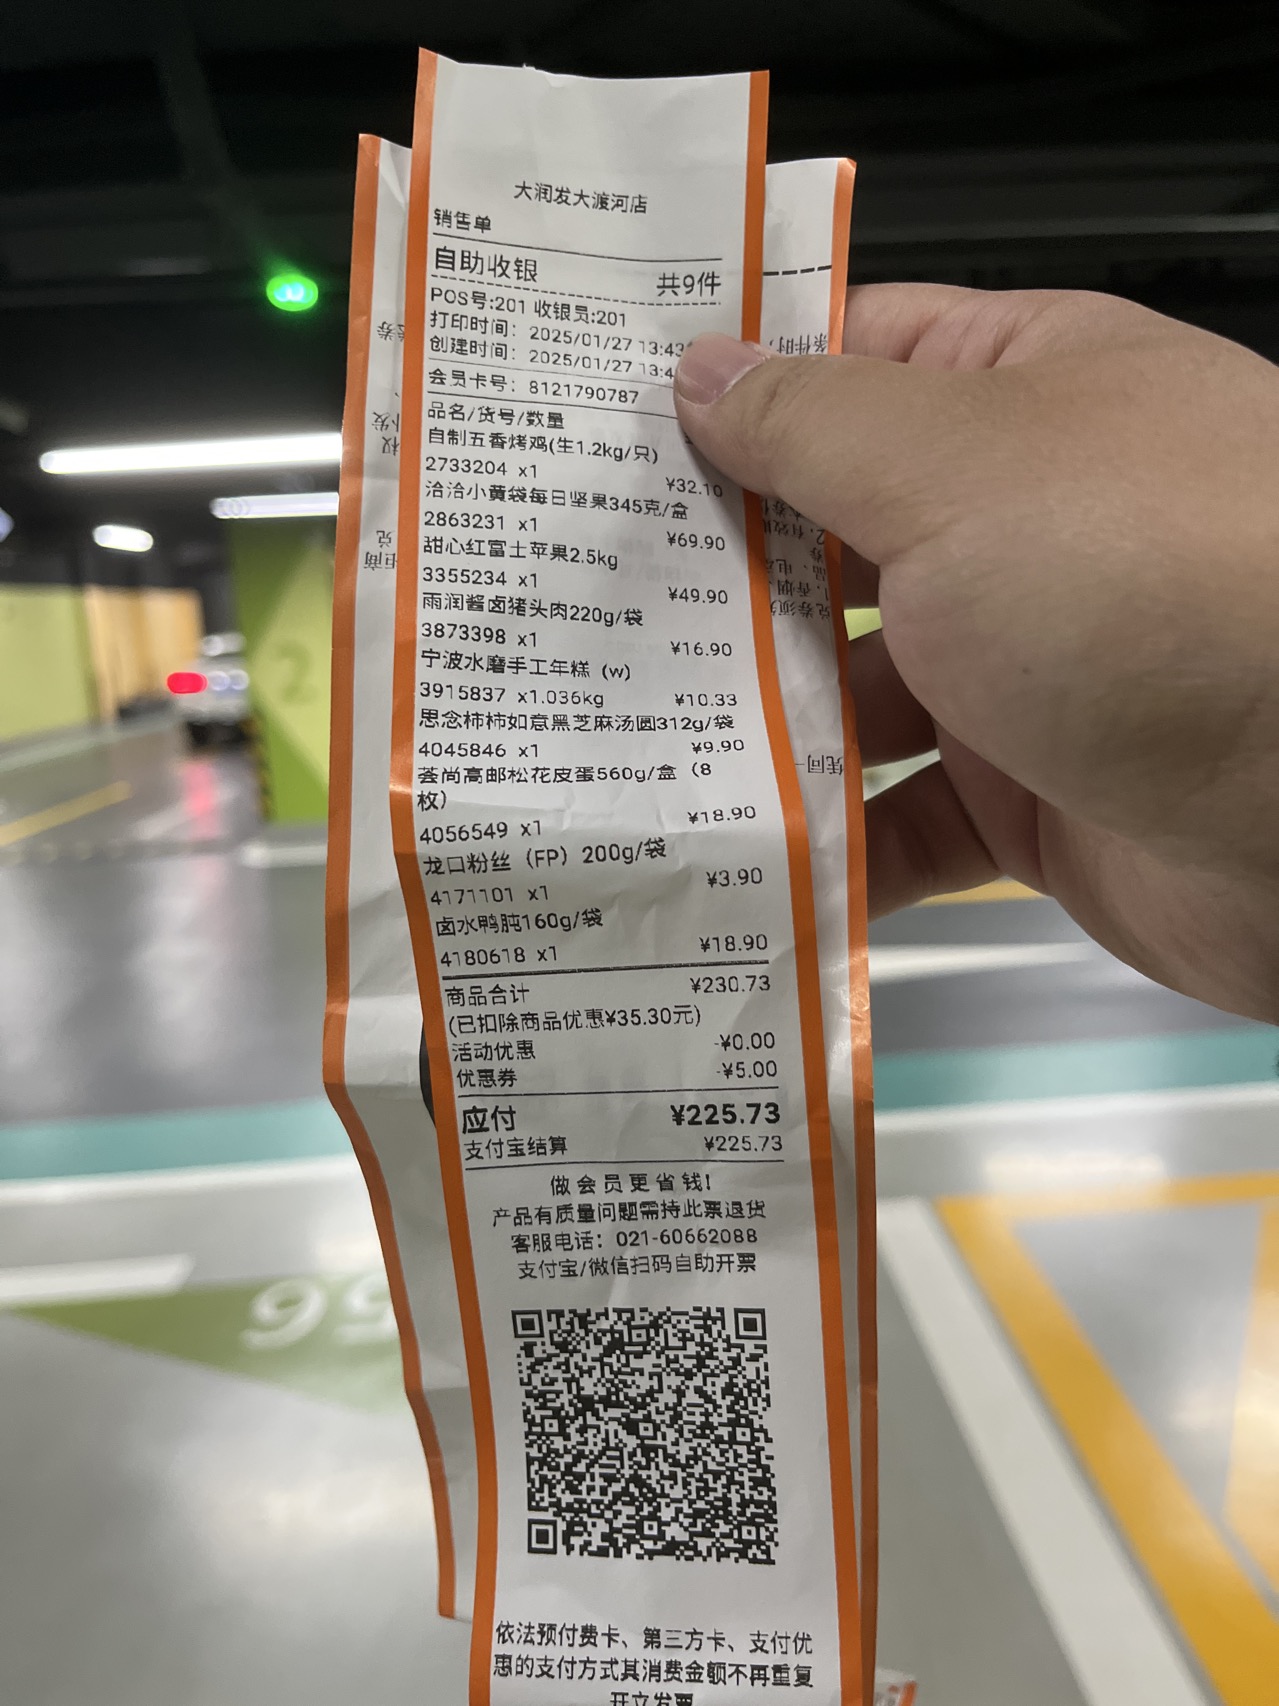 大润发大渡河店
销售单
自助收银 共9件
POS号:201 收银员:201
打印时间: 2025/01/27 13:43
创建时间: 2025/01/27 13:4
会员卡号: 8121790787
品名/货号/数量
自制五香烤鸡(生1.2kg/只)
2733204 x1 ¥32.10
洽洽小黄袋每日坚果345克/盒
2863231 x1 ¥69.90
甜心红富士苹果2.5kg
3355234 x1 ¥49.90
雨润酱卤猪头肉220g/袋
3873398 x1 ¥16.90
宁波水磨手工年糕 (w)
3915837 x1.036kg ¥10.33
思念柿柿如意黑芝麻汤圆312g/袋
4045846 x1 ¥9.90
荟尚高邮松花皮蛋560g/盒 (8
枚)
4056549 x1 ¥18.90
龙口粉丝 (FP) 200g/袋
4171101 x1 ¥3.90
卤水鸭肫160g/袋
4180618 x1 ¥18.90
商品合计 ¥230.73
(已扣除商品优惠¥35.30元)
活动优惠 -¥0.00
优惠券 -¥5.00
应付 ¥225.73
支付宝结算 ¥225.73
做会员更省钱!
产品有质量问题需持此票退货
客服电话: 021-60662088
支付宝/微信扫码自助开票
依法预付费卡、第三方卡、支付优
惠的支付方式其消费金额不再重复
开立发票
条件时,
凭同一
2
56